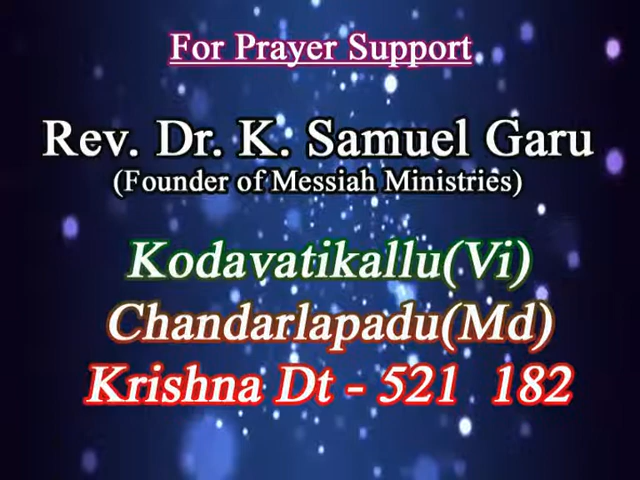 For Prayer Support
Rev. Dr. K. Samuel Garu
(Founder of Messiah Ministries)
Kodavatikallu(Vi)
Chandarlapadu(Md)
Krishna Dt - 521 182